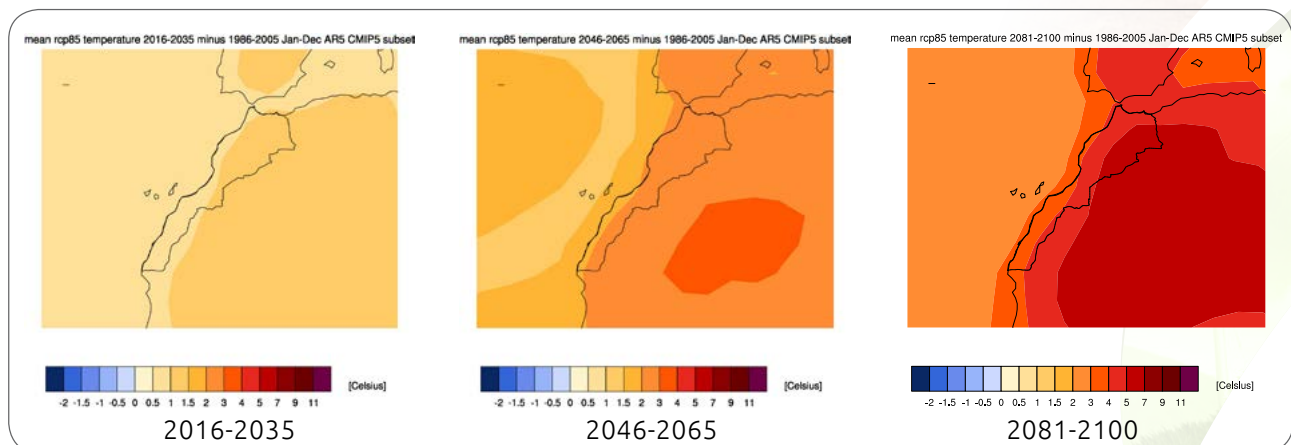 mean rcp85 temperature 2016-2035 minus 1986-2005 Jan-Dec AR5 CMIP5 subset
[Celsius]
-2 -1.5 -1 -0.5 0 0.5 1 1.5 2 3 4 5 7 9 11
2016-2035
mean rcp85 temperature 2046-2065 minus 1986-2005 Jan-Dec AR5 CMIP5 subset
[Celsius]
-2 -1.5 -1 -0.5 0 0.5 1 1.5 2 3 4 5 7 9 11
2046-2065
mean rcp85 temperature 2081-2100 minus 1986-2005 Jan-Dec AR5 CMIP5 subset
[Celsius]
-2 -1.5 -1 -0.5 0 0.5 1 1.5 2 3 4 5 7 9 11
2081-2100